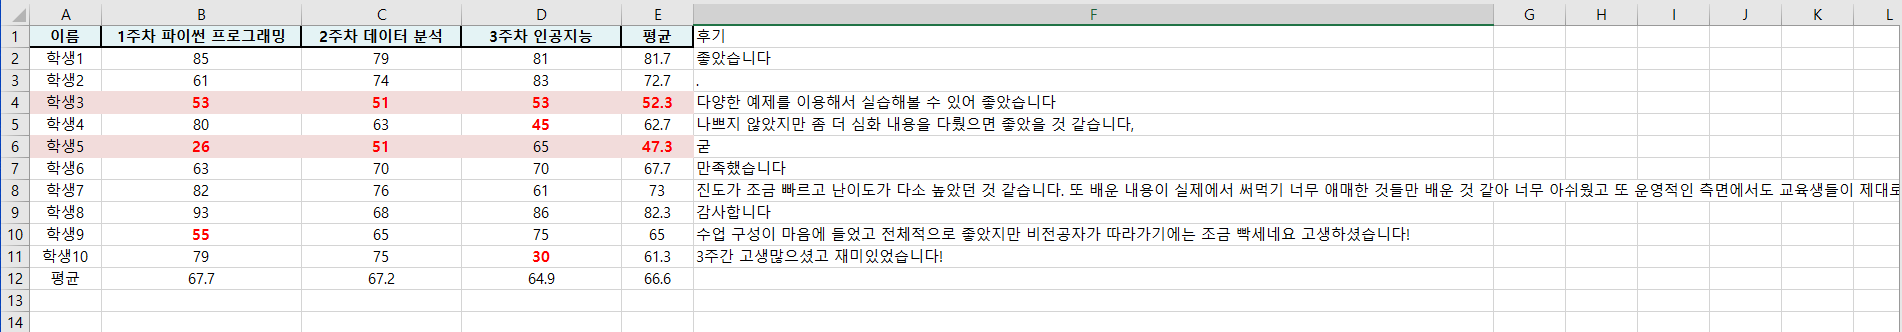 A B C D E F G H I J K L
1 이름 1주차 파이썬 프로그래밍 2주차 데이터 분석 3주차 인공지능 평균 후기
2 학생1 85 79 81 81.7 좋았습니다
3 학생2 61 74 83 72.7 .
4 학생3 53 51 53 52.3 다양한 예제를 이용해서 실습해볼 수 있어 좋았습니다
5 학생4 80 63 45 62.7 나쁘지 않았지만 좀 더 심화 내용을 다뤘으면 좋았을 것 같습니다,
6 학생5 26 51 65 47.3 굳
7 학생6 63 70 70 67.7 만족했습니다
8 학생7 82 76 61 73 진도가 조금 빠르고 난이도가 다소 높았던 것 같습니다. 또 배운 내용이 실제에서 써먹기 너무 애매한 것들만 배운 것 같아 너무 아쉬웠고 또 운영적인 측면에서도 교육생들이 제대로
9 학생8 93 68 86 82.3 감사합니다
10 학생9 55 65 75 65 수업 구성이 마음에 들었고 전체적으로 좋았지만 비전공자가 따라가기에는 조금 빡세네요 고생하셨습니다!
11 학생10 79 75 30 61.3 3주간 고생많으셨고 재미있었습니다!
12 평균 67.7 67.2 64.9 66.6
13
14